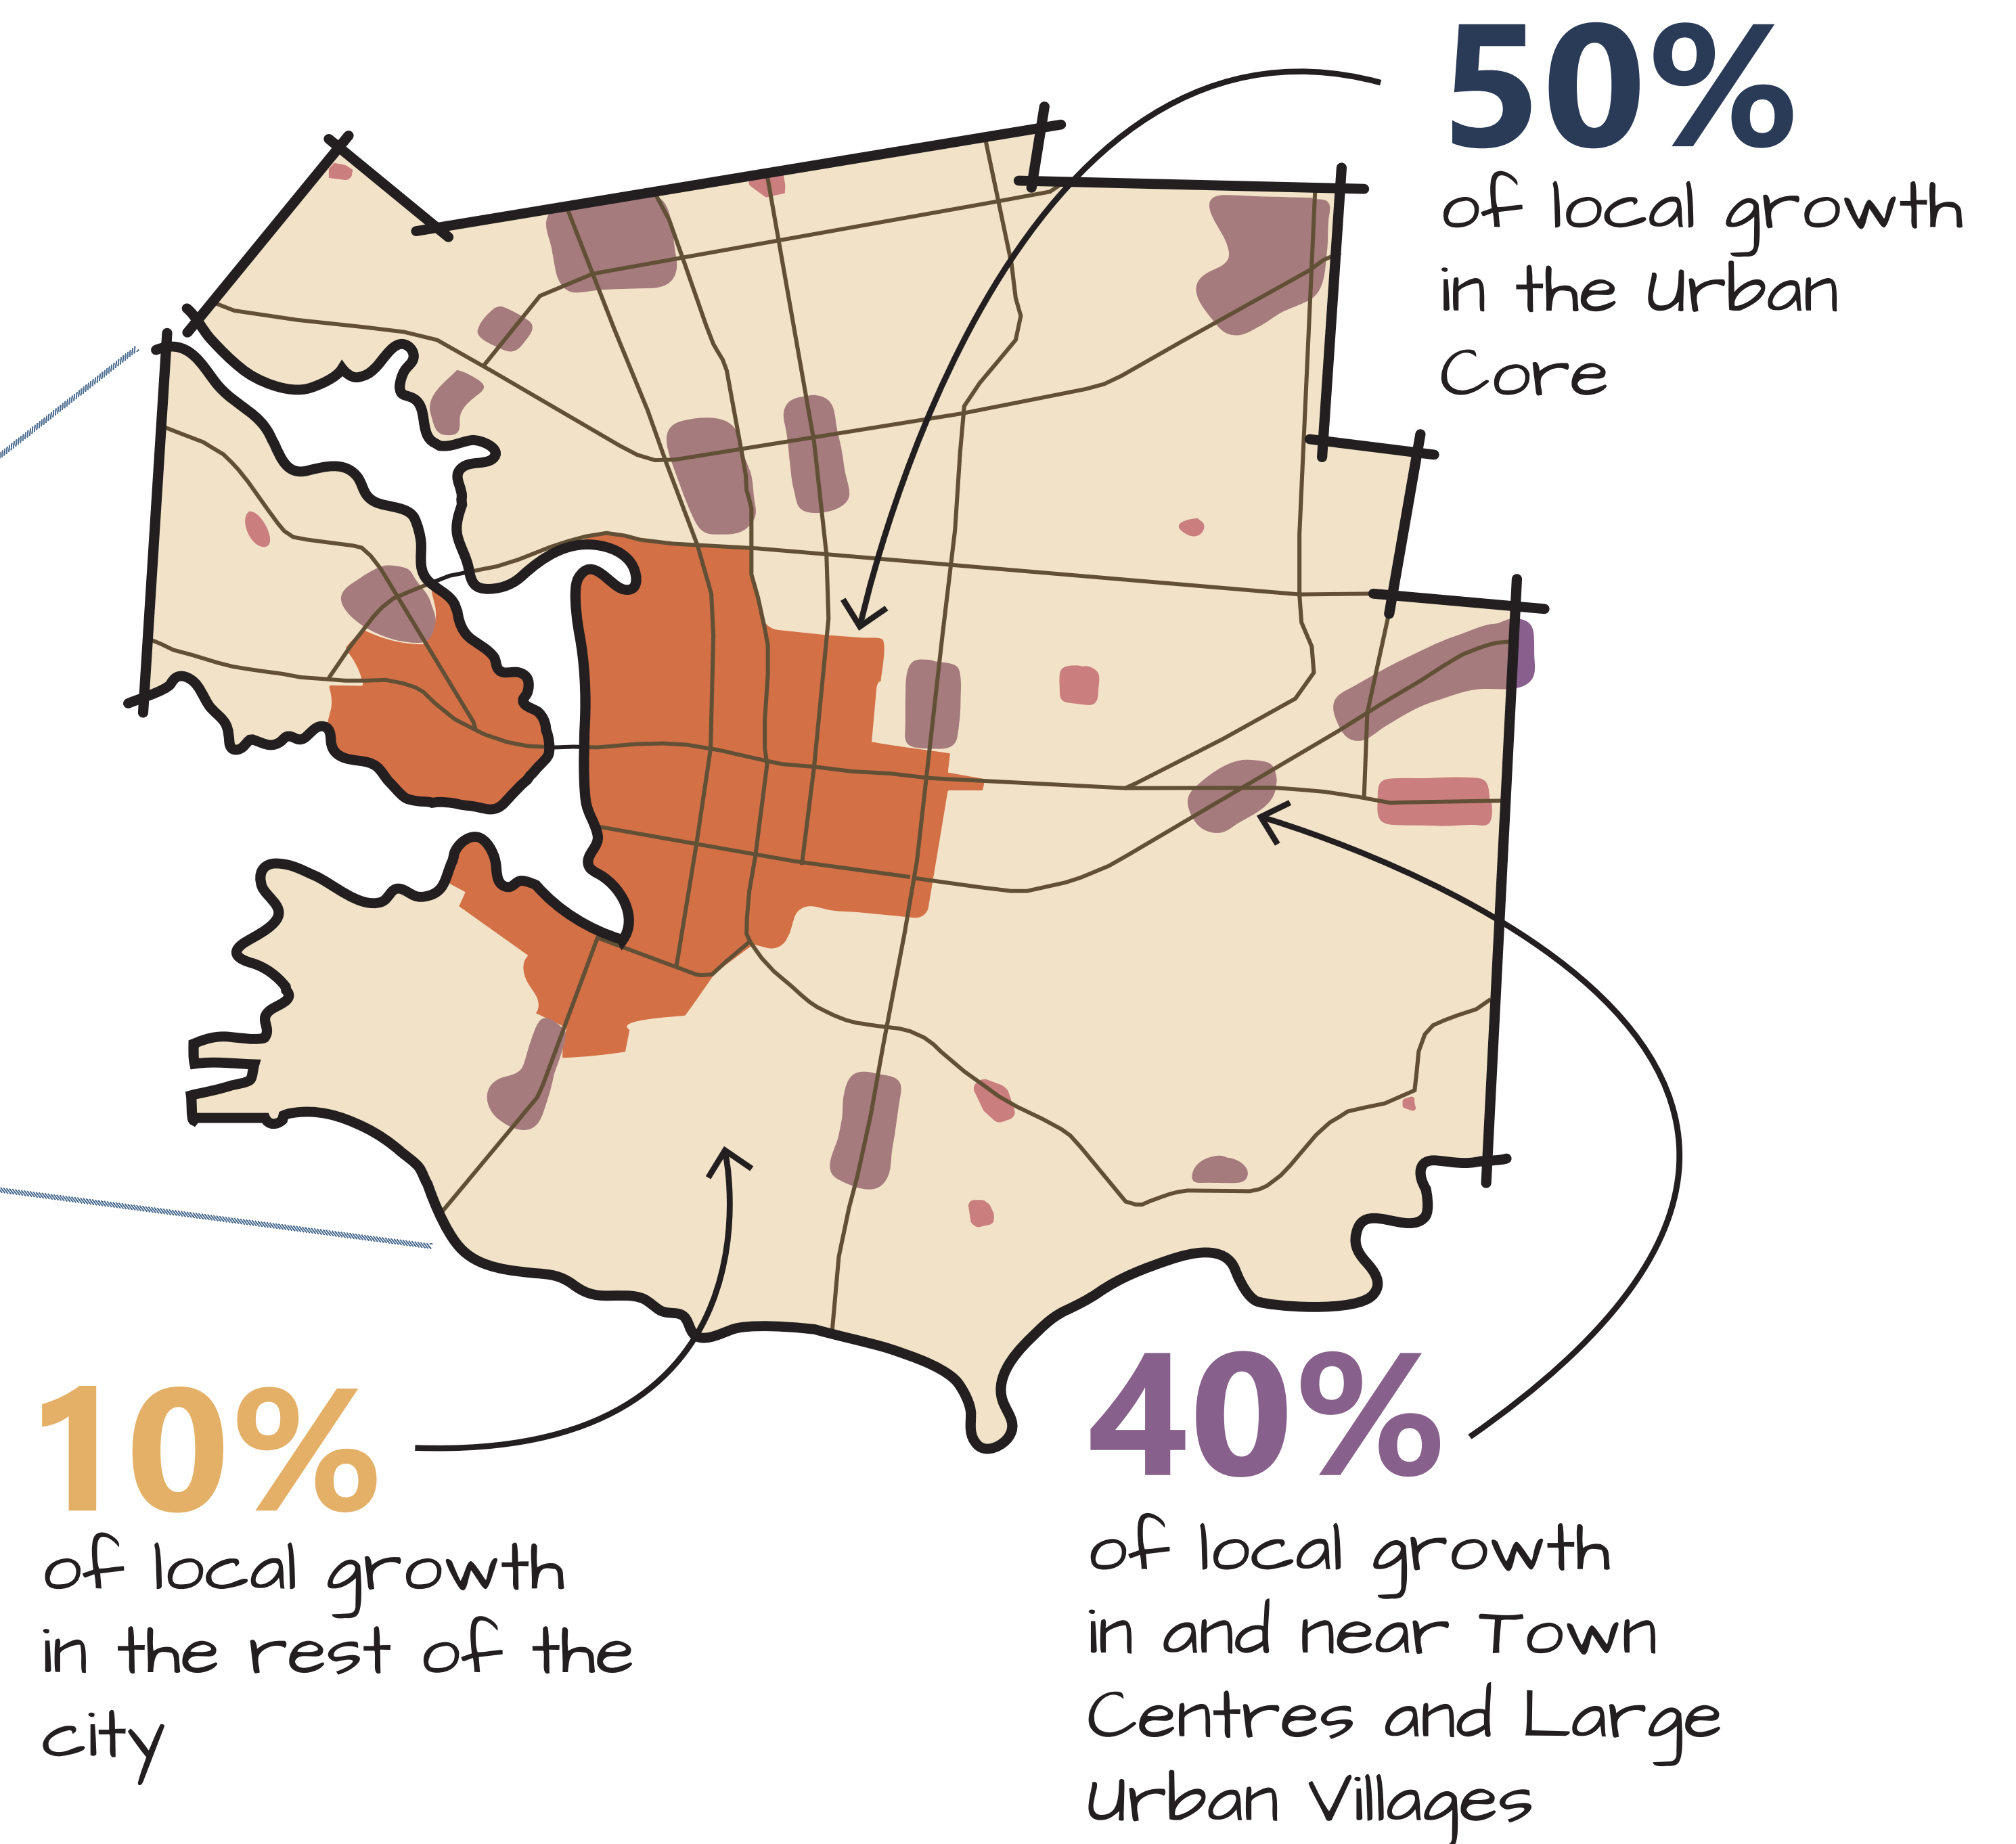 50%
of local growth
in the Urban
Core
10%
of local growth
in the rest of the
city
40%
of local growth
in and near Town
Centres and Large
Urban Villages